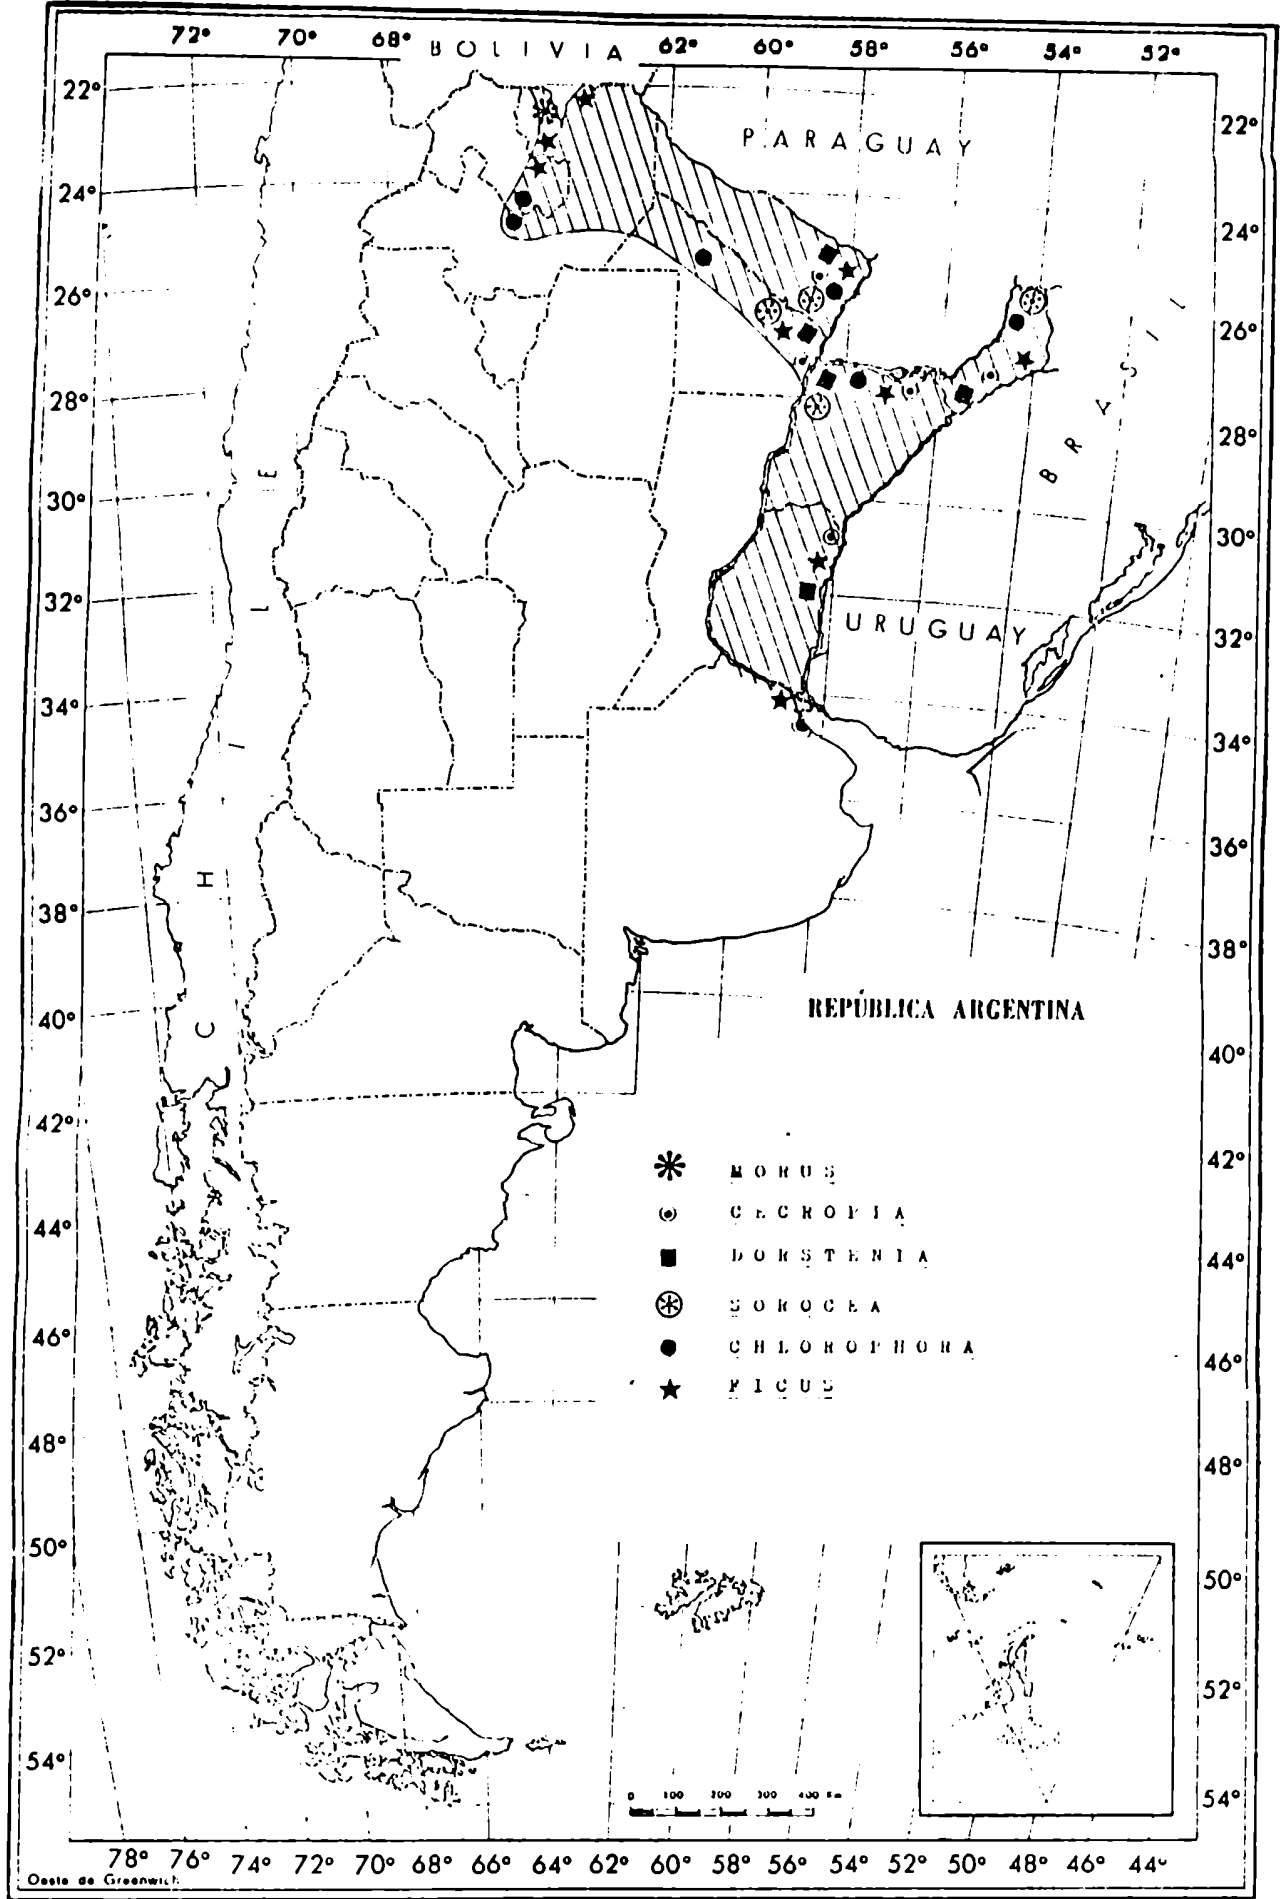 72° 70° 68° BOLIVIA 62° 60° 58° 56° 54° 52°
22° 22°
PARAGUAY
24° 24°
26° 26°
28° 28°
BRASIL
30° 30°
32° 32°
URUGUAY
34° 34°
36° 36°
CHILE
38° 38°
REPÚBLICA ARGENTINA
40° 40°
42° 42°
MORUS
CECROPIA
44° 44°
DORSTENIA
SOROCEA
46° 46°
CHLOROPHORA
FICUS
48° 48°
50° 50°
52° 52°
54° 54°
0 100 200 300 400 Km
78° 76° 74° 72° 70° 68° 66° 64° 62° 60° 58° 56° 54° 52° 50° 48° 46° 44°
Oeste de Greenwich